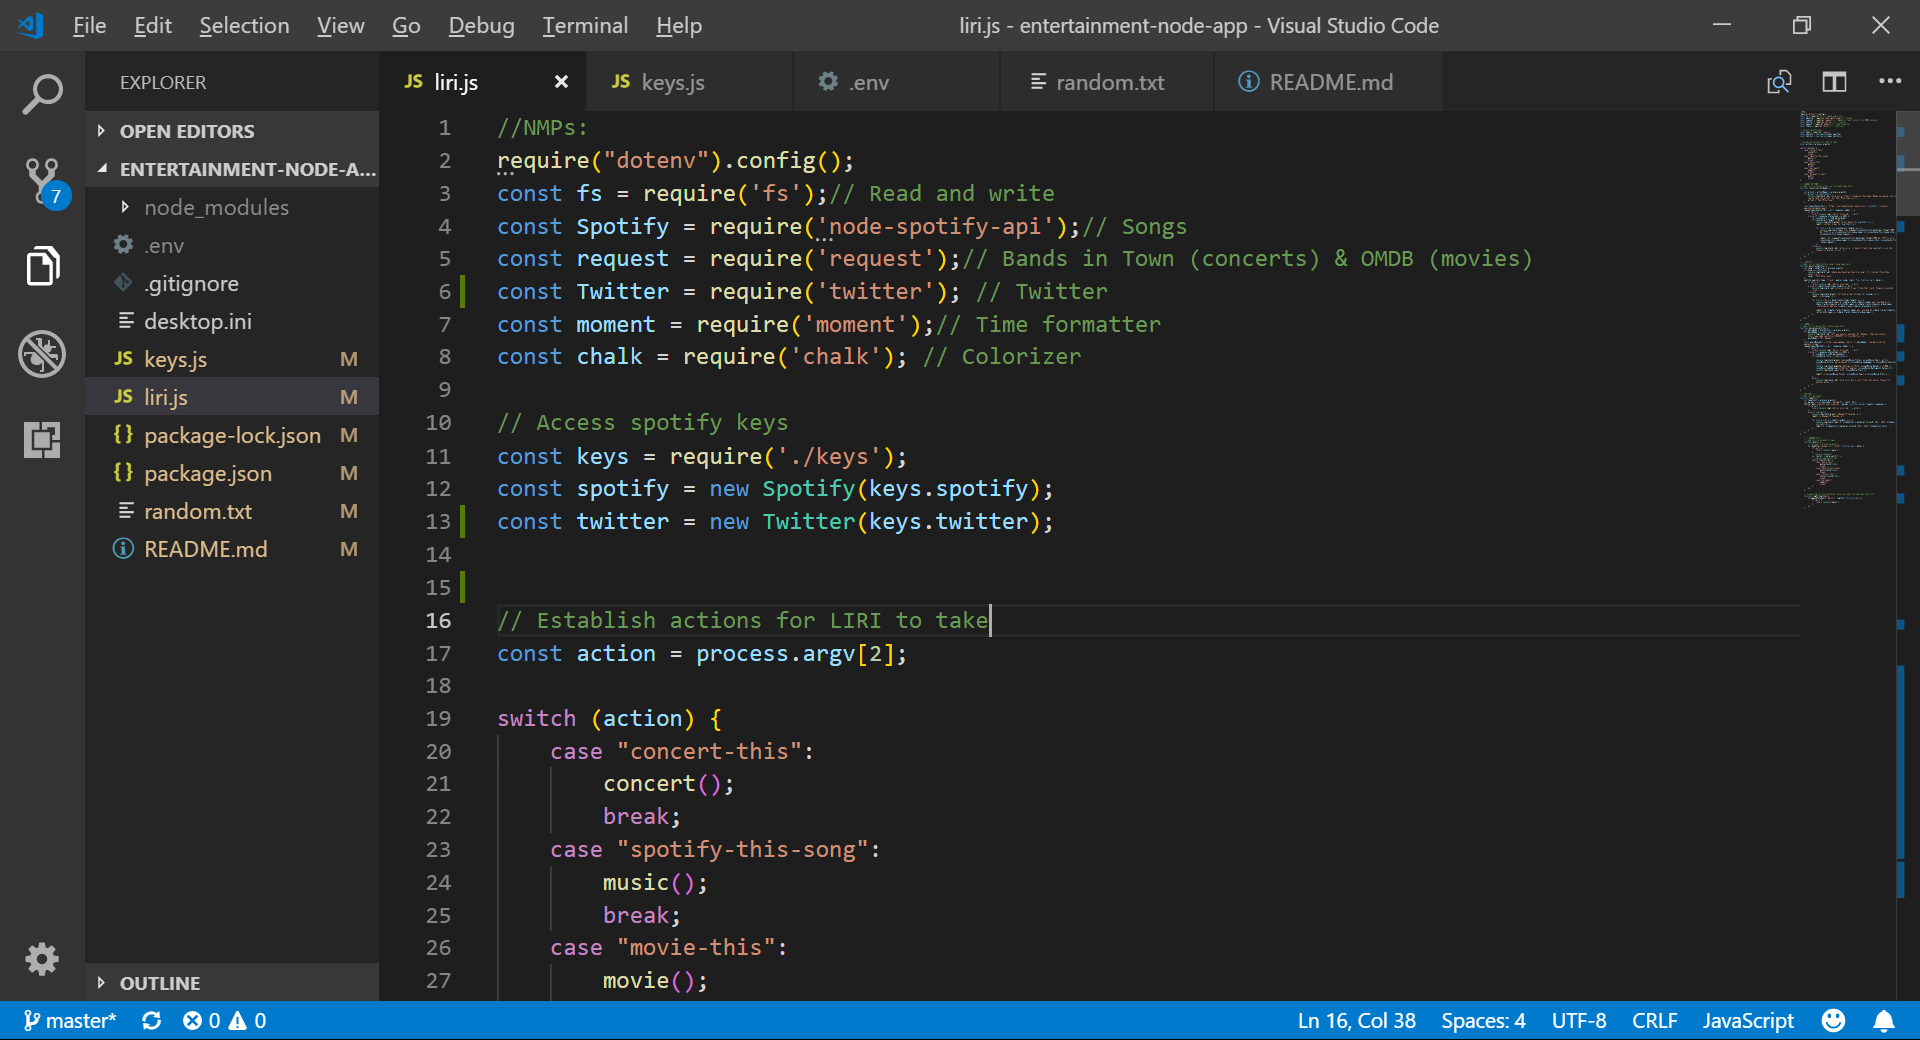 File Edit Selection View Go Debug Terminal Help
liri.js - entertainment-node-app - Visual Studio Code
EXPLORER
OPEN EDITORS
ENTERTAINMENT-NODE-A...
node_modules
.env
.gitignore
desktop.ini
JS keys.js M
JS liri.js M
{} package-lock.json M
{} package.json M
random.txt M
README.md M
OUTLINE
7
JS liri.js
JS keys.js
.env
random.txt
README.md
1 //NMPs:
2 require("dotenv").config();
3 const fs = require('fs');// Read and write
4 const Spotify = require('node-spotify-api');// Songs
5 const request = require('request');// Bands in Town (concerts) & OMDB (movies)
6 const Twitter = require('twitter'); // Twitter
7 const moment = require('moment');// Time formatter
8 const chalk = require('chalk'); // Colorizer
9
10 // Access spotify keys
11 const keys = require('./keys');
12 const spotify = new Spotify(keys.spotify);
13 const twitter = new Twitter(keys.twitter);
14
15
16 // Establish actions for LIRI to take
17 const action = process.argv[2];
18
19 switch (action) {
20 case "concert-this":
21 concert();
22 break;
23 case "spotify-this-song":
24 music();
25 break;
26 case "movie-this":
27 movie();
master* 0 0
Ln 16, Col 38 Spaces: 4 UTF-8 CRLF JavaScript